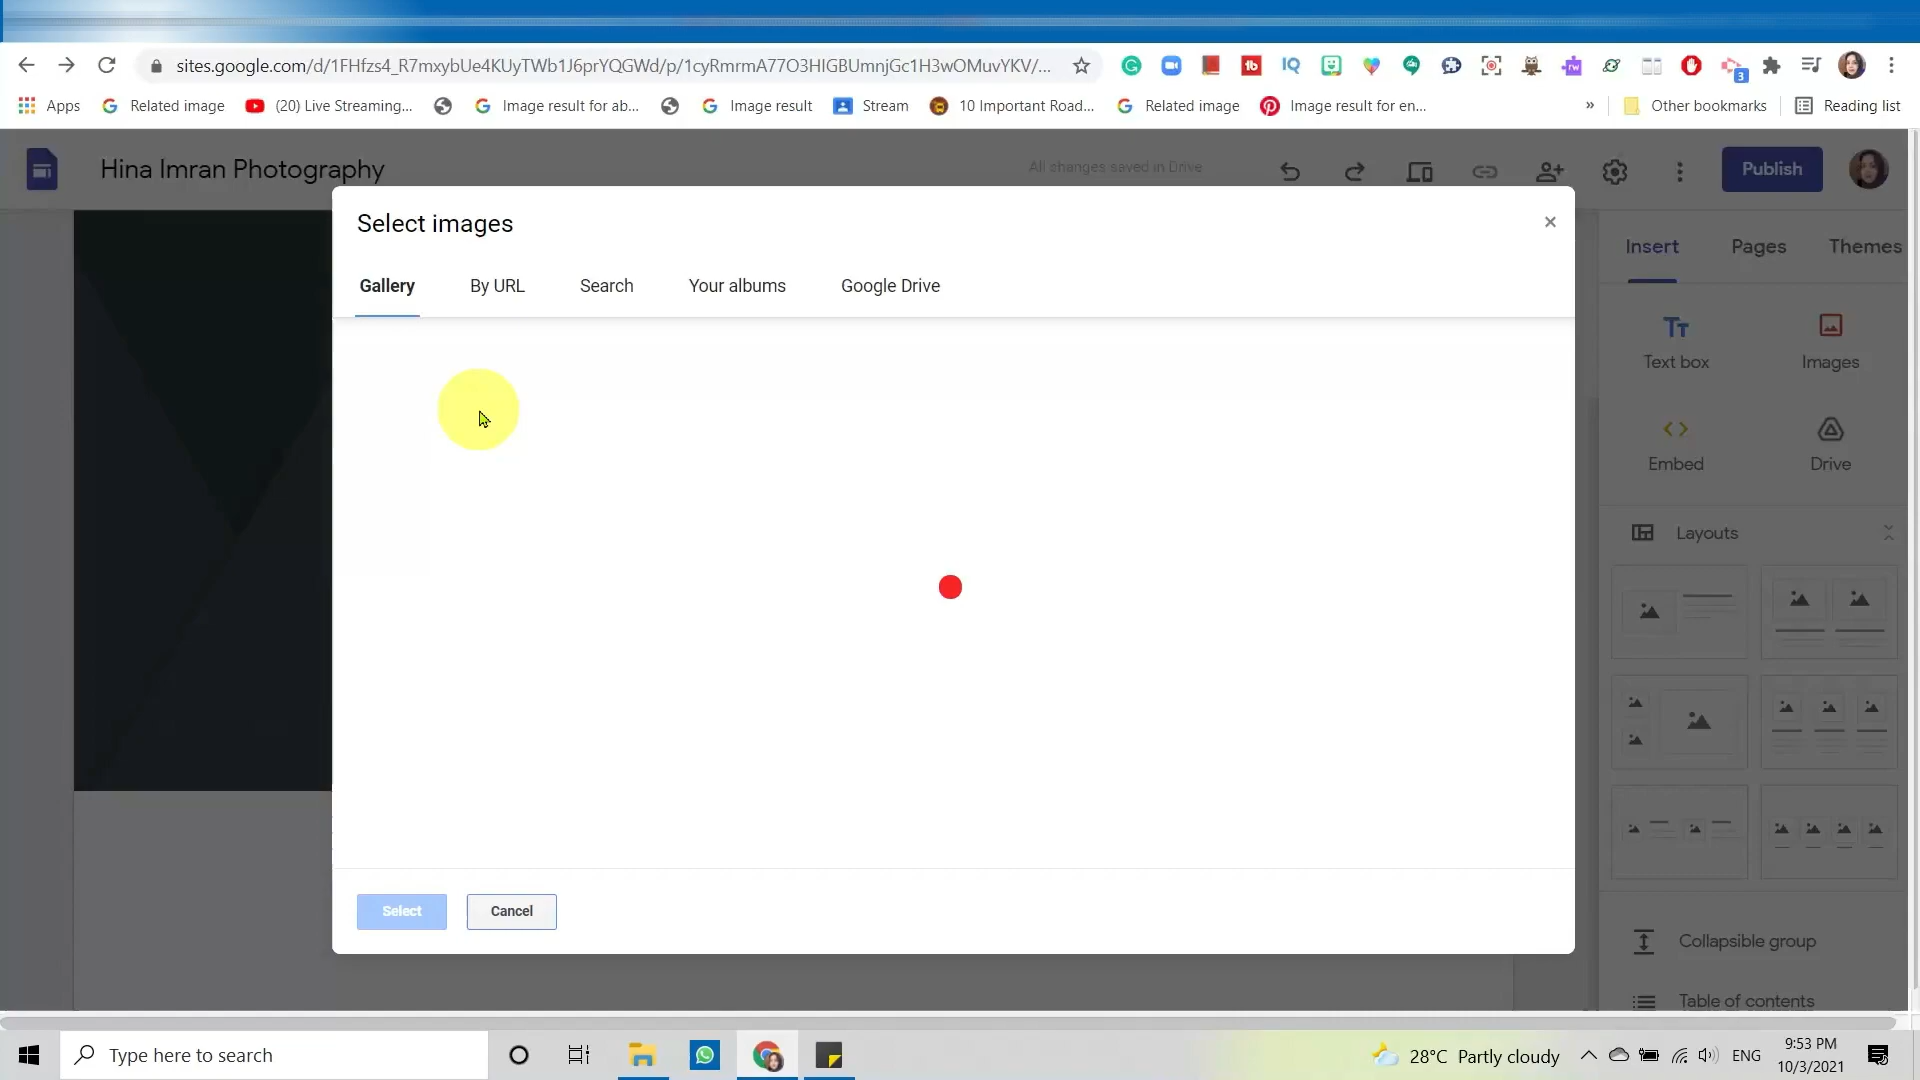 sites.google.com/d/1FHfzs4_R7mxybUe4KUyTWb1J6prYQGWd/p/1cyRmrmA77O3HIGBUmnjGc1H3wOMuvYKV/...
3
Apps
Related image
(20) Live Streaming...
Image result for ab...
Image result
Stream
10 Important Road...
Related image
Image result for en...
»
Other bookmarks
Reading list
Hina Imran Photography
All changes saved in Drive
Publish
Select images
×
Gallery
By URL
Search
Your albums
Google Drive
Select
Cancel
Insert
Pages
Themes
Text box
Images
Embed
Drive
Layouts
Collapsible group
Table of contents
Type here to search
28°C Partly cloudy
ENG
9:53 PM
10/3/2021